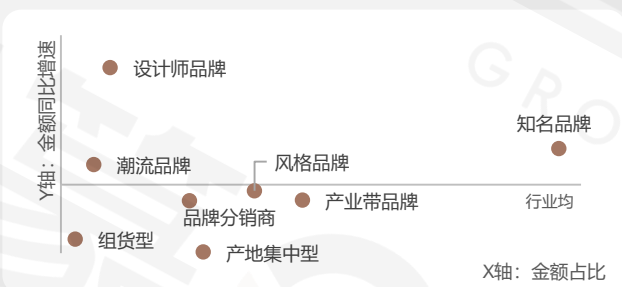 Y轴：金额同比增速
设计师品牌
GRO
知名品牌
潮流品牌
风格品牌
品牌分销商
产业带品牌
行业均
组货型
产地集中型
X轴：金额占比